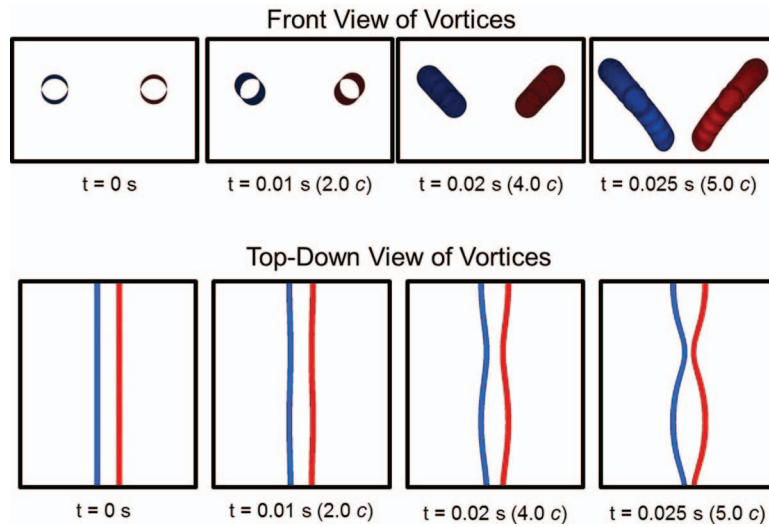 Front View of Vortices
t = 0 s
t = 0.01 s (2.0 c)
t = 0.02 s (4.0 c)
t = 0.025 s (5.0 c)
Top-Down View of Vortices
t = 0 s
t = 0.01 s (2.0 c)
t = 0.02 s (4.0 c)
t = 0.025 s (5.0 c)